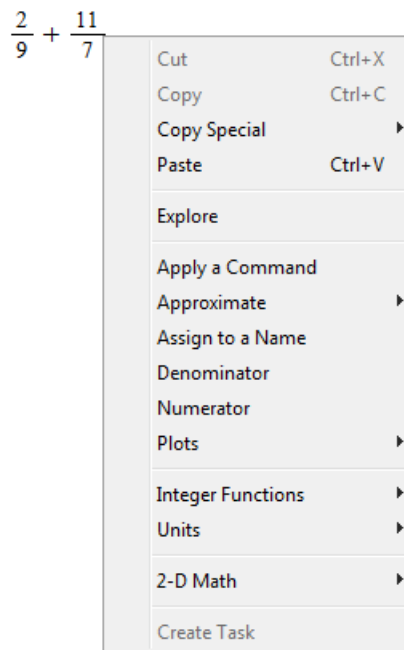 2/9 + 11/7
Cut Ctrl+X
Copy Ctrl+C
Copy Special
Paste Ctrl+V
Explore
Apply a Command
Approximate
Assign to a Name
Denominator
Numerator
Plots
Integer Functions
Units
2-D Math
Create Task